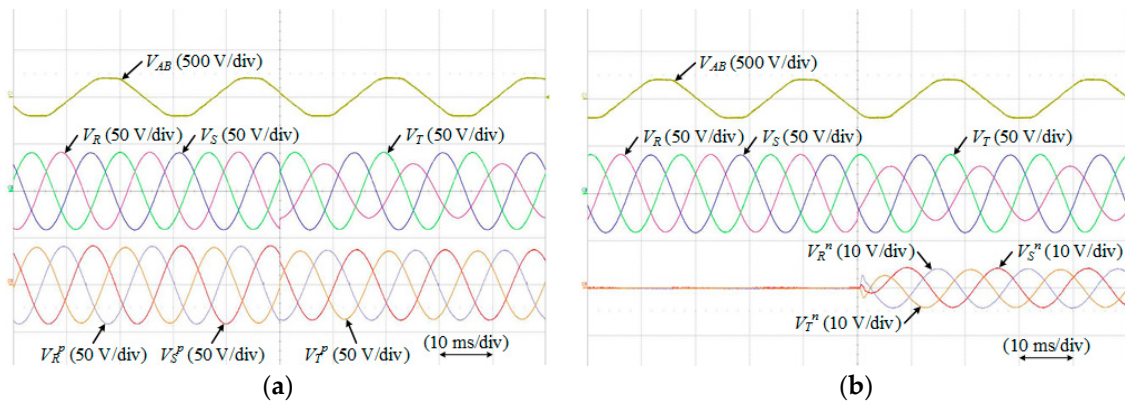 V_AB (500 V/div)
V_R (50 V/div) V_S (50 V/div) V_T (50 V/div)
V_R^p (50 V/div) V_S^p (50 V/div) V_T^p (50 V/div)
(10 ms/div)
(a)
V_AB (500 V/div)
V_R (50 V/div) V_S (50 V/div) V_T (50 V/div)
V_R^n (10 V/div) V_S^n (10 V/div)
V_T^n (10 V/div)
(10 ms/div)
(b)